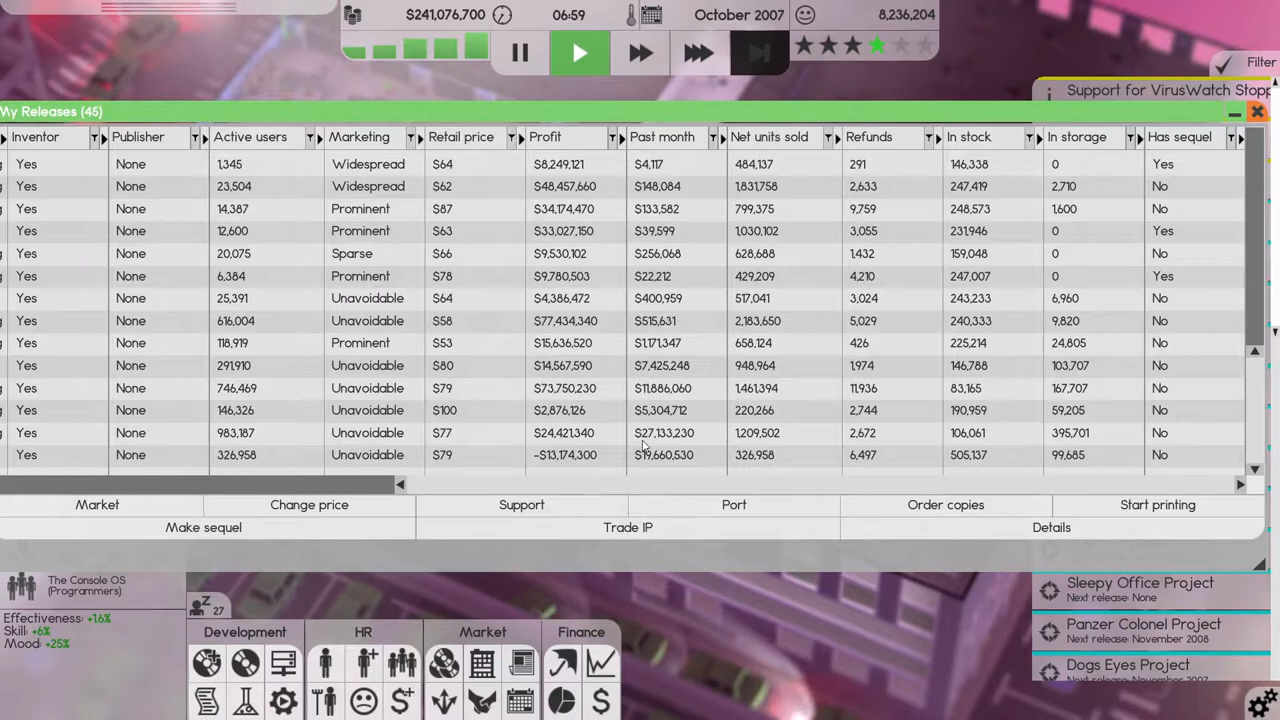 $241,076,700 06:59 October 2007 8,236,204
Filter
Support for VirusWatch Stopp
My Releases (45)
Inventor Publisher Active users Marketing Retail price Profit Past month Net units sold Refunds In stock In storage Has sequel
Yes None 1,345 Widespread $64 $8,249,121 $4,117 484,137 291 146,338 0 Yes
Yes None 23,504 Widespread $62 $48,457,660 $148,084 1,831,758 2,633 247,419 2,710 No
Yes None 14,387 Prominent $87 $34,174,470 $133,582 799,375 9,759 248,573 1,600 No
Yes None 12,600 Prominent $63 $33,027,150 $39,599 1,030,102 3,055 231,946 0 Yes
Yes None 20,075 Sparse $66 $9,530,102 $256,068 628,688 1,432 159,048 0 No
Yes None 6,384 Prominent $78 $9,780,503 $22,212 429,209 4,210 247,007 0 Yes
Yes None 25,391 Unavoidable $64 $4,386,472 $400,959 517,041 3,024 243,233 6,960 No
Yes None 616,004 Unavoidable $58 $77,434,340 $515,631 2,183,650 5,029 240,333 9,820 No
Yes None 118,919 Prominent $53 $15,636,520 $1,171,347 658,124 426 225,214 24,805 No
Yes None 291,910 Unavoidable $80 $14,567,590 $7,425,248 948,964 1,974 146,788 103,707 No
Yes None 746,469 Unavoidable $79 $73,750,230 $11,886,060 1,461,394 11,936 83,165 167,707 No
Yes None 146,326 Unavoidable $100 $2,876,126 $5,304,712 220,266 2,744 190,959 59,205 No
Yes None 983,187 Unavoidable $77 $24,421,340 $27,133,230 1,209,502 2,672 106,061 395,701 No
Yes None 326,958 Unavoidable $79 -$13,174,300 $19,660,530 326,958 6,497 505,137 99,685 No
Market Change price Support Port Order copies Start printing
Make sequel Trade IP Details
The Console OS
(Programmers)
Effectiveness: +1.6%
Skill: +6%
Mood: +25%
Z
27
Development HR Market Finance
Sleepy Office Project
Next release: None
Panzer Colonel Project
Next release: November 2008
Dogs Eyes Project
Next release: November 2007